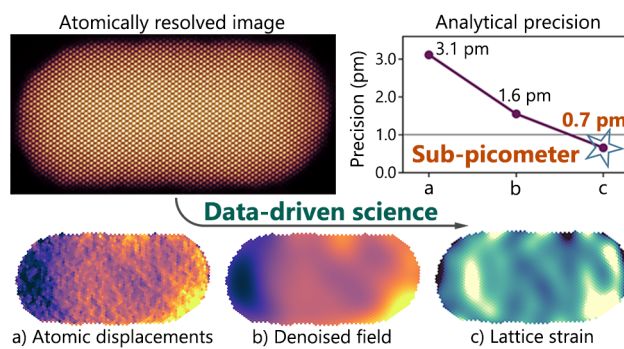 Atomically resolved image
Analytical precision
Precision (pm)
3.0
2.0
1.0
0.0
3.1 pm
1.6 pm
0.7 pm
Sub-picometer
a b c
Data-driven science
a) Atomic displacements
b) Denoised field
c) Lattice strain